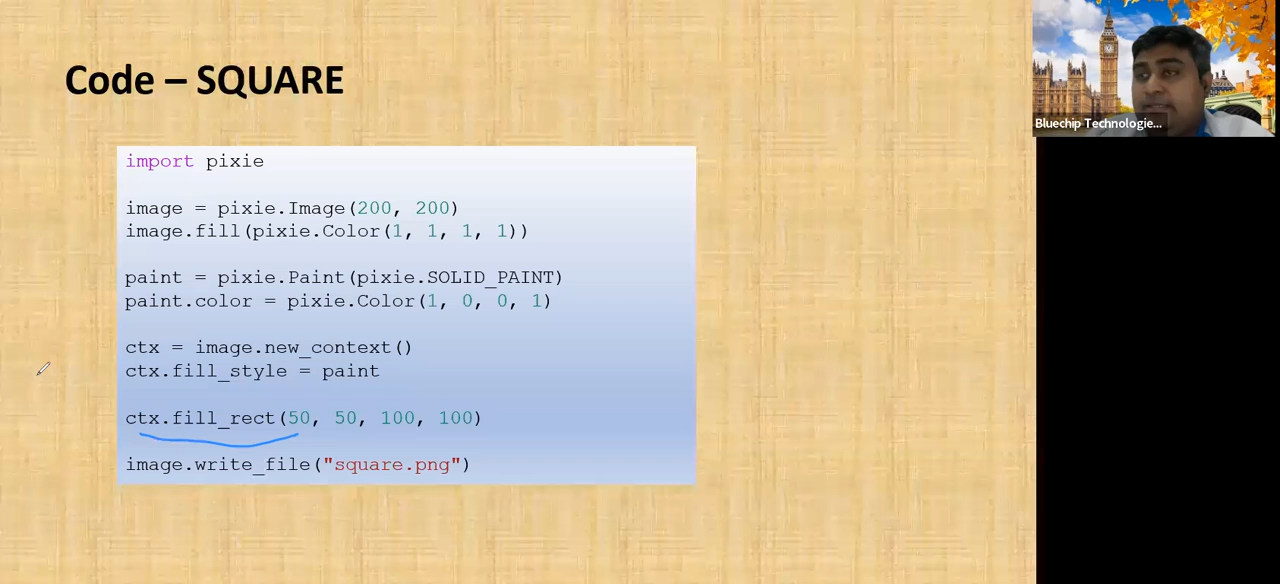 Code – SQUARE
import pixie
image = pixie.Image(200, 200)
image.fill(pixie.Color(1, 1, 1, 1))
paint = pixie.Paint(pixie.SOLID_PAINT)
paint.color = pixie.Color(1, 0, 0, 1)
ctx = image.new_context()
ctx.fill_style = paint
ctx.fill_rect(50, 50, 100, 100)
image.write_file("square.png")
Bluechip Technologie...